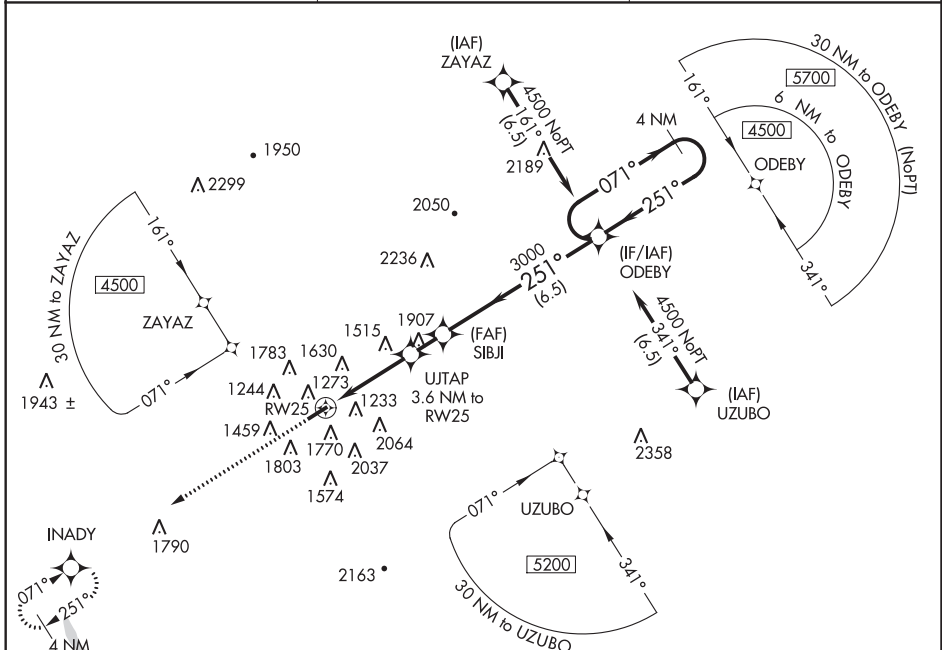 (IAF)
ZAYAZ
4500 NoPT
161°
(6.5)
2189
4 NM
071°
251°
30 NM to ODEBY (NoPT)
5700
161°
6 NM to ODEBY
4500
ODEBY
341°
1950
2299
2050
2236
3000
251°
(6.5)
(IF/IAF)
ODEBY
161°
30 NM to ZAYAZ
4500
ZAYAZ
071°
1943 ±
4500 NoPT
341°
(6.5)
(IAF)
UZUBO
1515
1907
(FAF)
SIBJI
UJTAP
3.6 NM to
RW25
1783
1630
1244
1273
RW25
1233
1459
1770
2064
1803
2037
1574
2358
071°
UZUBO
5200
341°
30 NM to UZUBO
1790
INADY
071°
251°
4 NM
2163